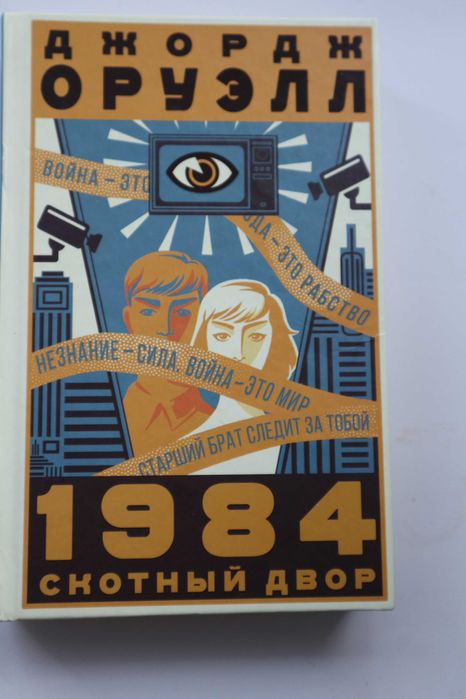 ДЖОРДЖ
ОРУЭЛЛ
ВОЙНА – ЭТО
ОДА – ЭТО РАБСТВО
НЕЗНАНИЕ – СИЛА, ВОЙНА – ЭТО МИР
СТАРШИЙ БРАТ СЛЕДИТ ЗА ТОБОЙ
1984
СКОТНЫЙ ДВОР